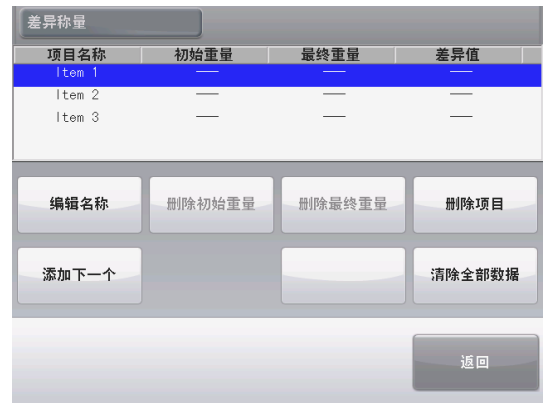 差异称量
项目名称 初始重量 最终重量 差异值
Item 1 — — —
Item 2 — — —
Item 3 — — —
编辑名称 删除初始重量 删除最终重量 删除项目
添加下一个 清除全部数据
返回